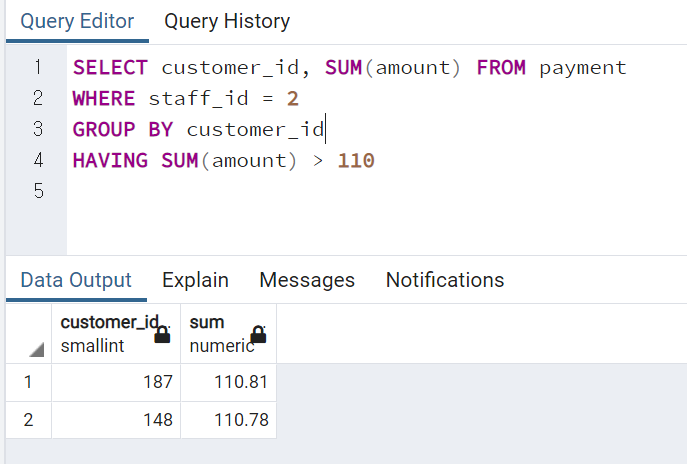 Query Editor Query History
1 SELECT customer_id, SUM(amount) FROM payment
2 WHERE staff_id = 2
3 GROUP BY customer_id
4 HAVING SUM(amount) > 110
5
Data Output Explain Messages Notifications
customer_id sum
smallint numeric
1 187 110.81
2 148 110.78